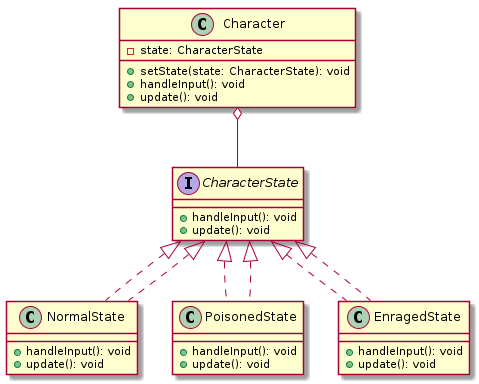 C Character
state: CharacterState
setState(state: CharacterState): void
handleInput(): void
update(): void
I CharacterState
handleInput(): void
update(): void
C NormalState
handleInput(): void
update(): void
C PoisonedState
handleInput(): void
update(): void
C EnragedState
handleInput(): void
update(): void